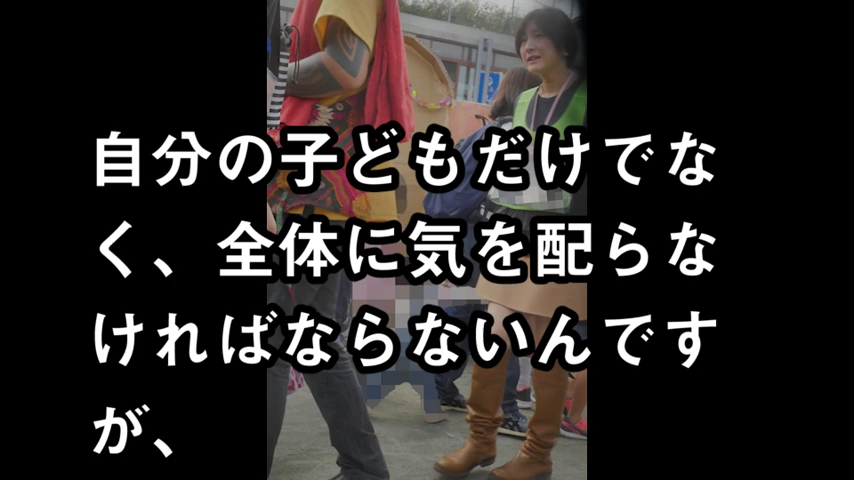 自分の子どもだけでな
く、全体に気を配らな
ければならないんです
が、